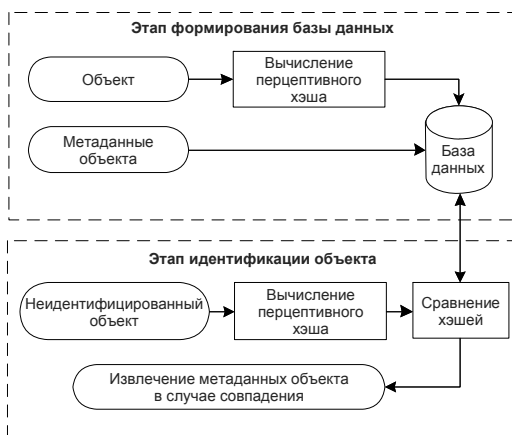 Этап формирования базы данных
Объект
Вычисление
перцептивного
хэша
Метаданные
объекта
База
данных
Этап идентификации объекта
Неидентифицированный
объект
Вычисление
перцептивного
хэша
Сравнение
хэшей
Извлечение метаданных объекта
в случае совпадения